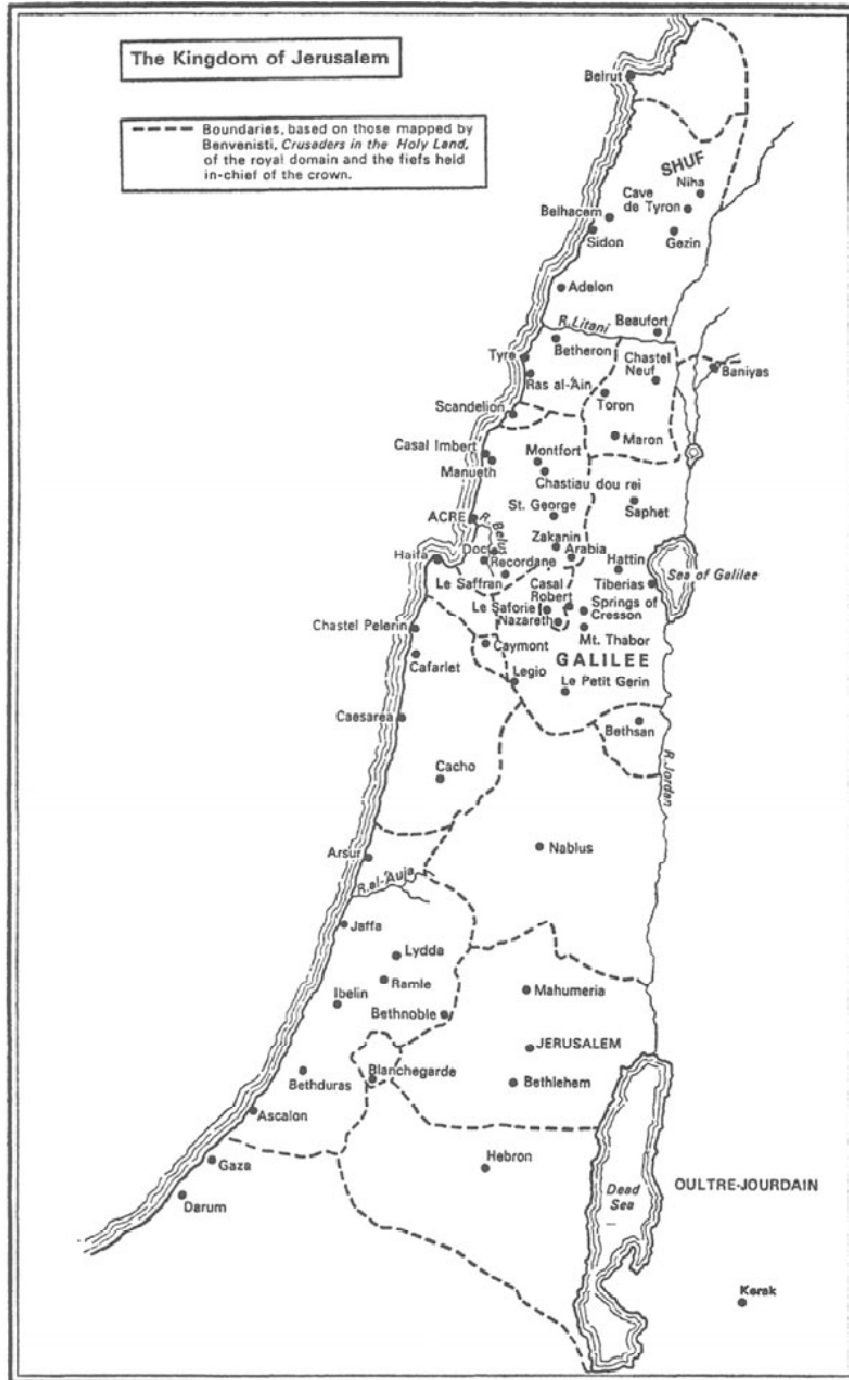 The Kingdom of Jerusalem
Boundaries, based on those mapped by
Benvenisti, Crusaders in the Holy Land,
of the royal domain and the fiefs held
in-chief of the crown.
Beirut
SHUF
Niha
Cave
de Tyron
Belhacem
Sidon
Gezin
Adelon
R. Litani
Beaufort
Betheron
Tyre
Chastel
Neuf
Baniyas
Ras al-'Ain
Toron
Scandelion
Maron
Casal Imbert
Montfort
Manueth
Chastiau dou rei
Saphet
St. George
ACRE
R. Belus
Zakanin
Doc
Arabia
Haifa
Recordane
Hattin
Sea of Galilee
Le Saffran
Casal
Robert
Tiberias
Le Saforie
Springs of
Cresson
Nazareth
Chastel Pelerin
Mt. Thabor
Caymont
GALILEE
Cafarlet
Legio
Le Petit Gerin
Caesarea
Bethsan
R. Jordan
Cacho
Nablus
Arsur
R. al-'Auja
Jaffa
Lydda
Ramle
Mahumeria
Ibelin
Bethnoble
JERUSALEM
Blanchegarde
Bethduras
Bethlehem
Ascalon
Hebron
Gaza
OULTRE-JOURDAIN
Dead
Sea
Darum
Kerak